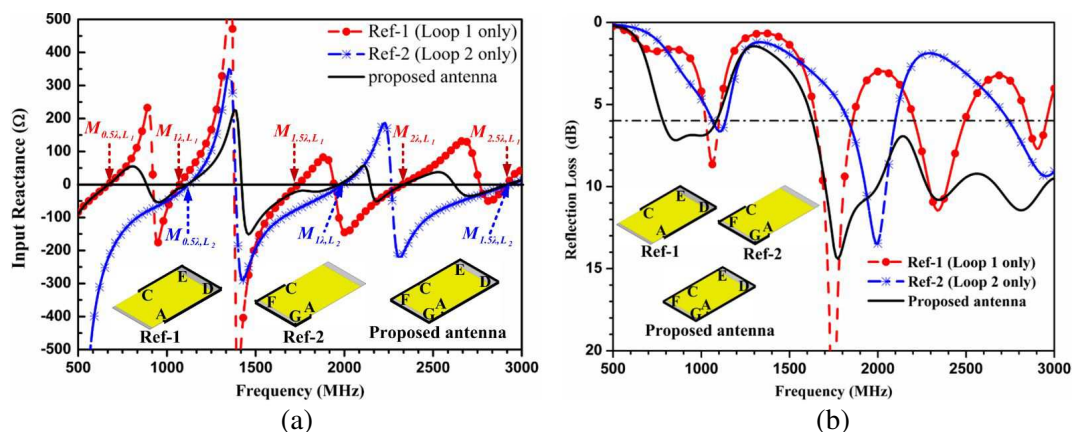 (a)
500
400
300
200
100
0
-100
-200
-300
-400
-500
Input Reactance (Ω)
Ref-1 (Loop 1 only)
Ref-2 (Loop 2 only)
proposed antenna
M0.5λ,L1
M1λ,L1
M1.5λ,L1
M2λ,L1
M2.5λ,L1
M0.5λ,L2
M1λ,L2
M1.5λ,L2
C E D A
Ref-1
F C G A
Ref-2
F C E D G A
Proposed antenna
500 1000 1500 2000 2500 3000
Frequency (MHz)
(a)
(b)
0
5
10
15
20
Reflection Loss (dB)
C E D A
Ref-1
F C G A
Ref-2
F C E D G A
Proposed antenna
Ref-1 (Loop 1 only)
Ref-2 (Loop 2 only)
Proposed antenna
500 1000 1500 2000 2500 3000
Frequency (MHz)
(b)